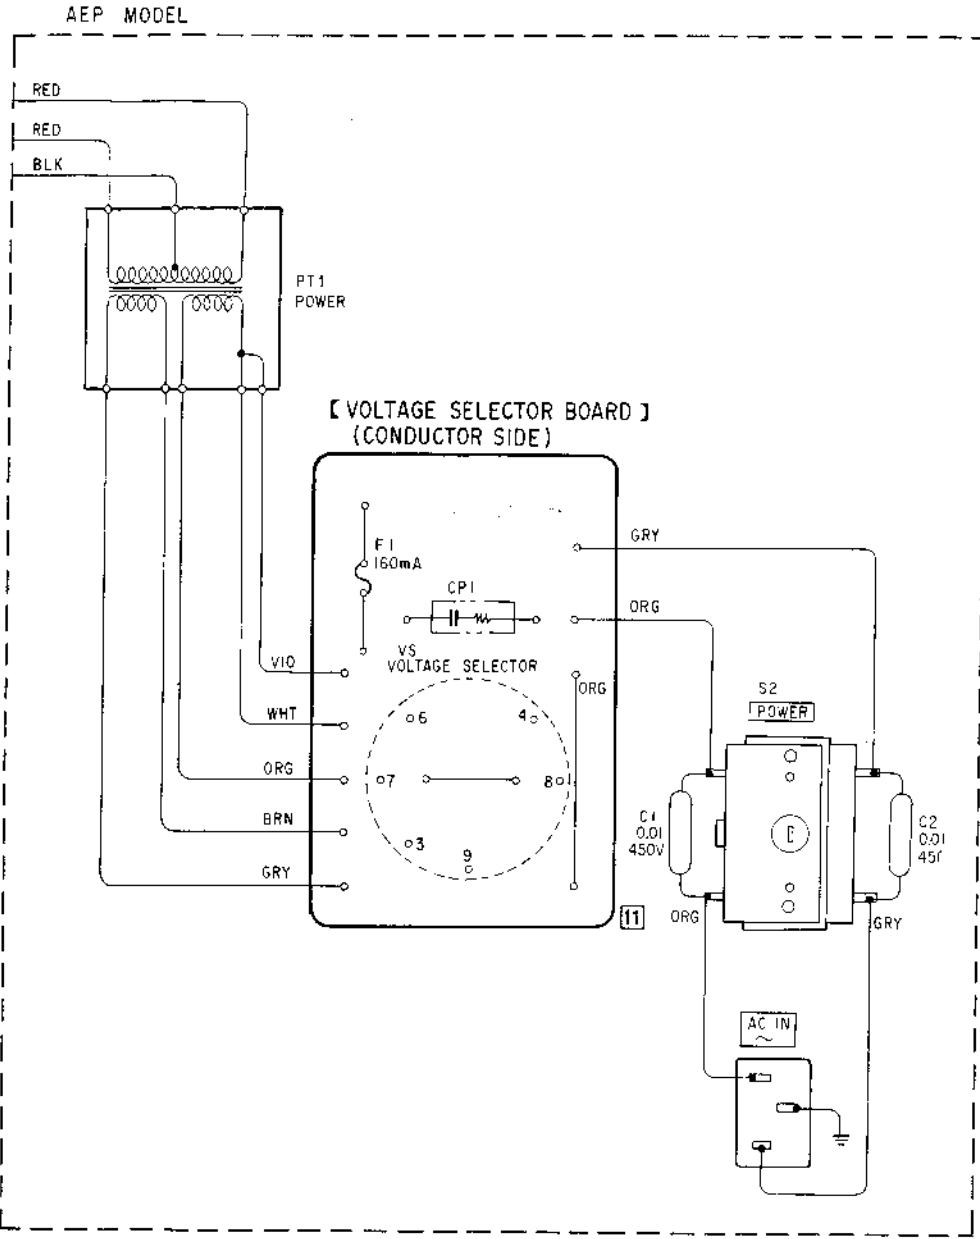 AEP MODEL
RED
RED
BLK
PT1
POWER
【VOLTAGE SELECTOR BOARD】
(CONDUCTOR SIDE)
F1
160mA
CP1
GRY
ORG
VS
VOLTAGE SELECTOR
VIO
WHT
ORG
BRN
GRY
ORG
6
4
7
8
3
9
11
S2
POWER
C1
0.01
450V
C2
0.01
ORG
GRY
AC IN
~